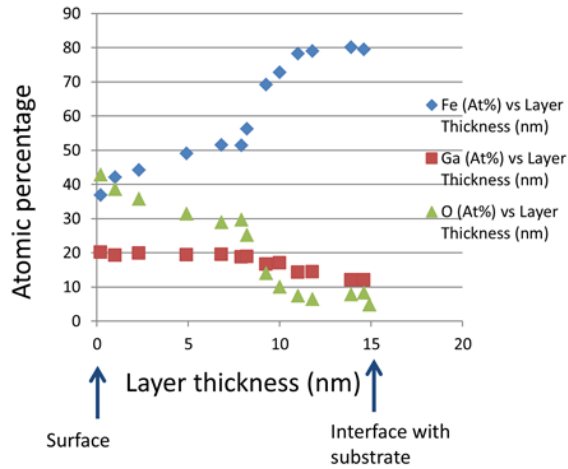 90
80
70
60
50
40
30
20
10
0
Atomic percentage
0 5 10 15 20
Layer thickness (nm)
Fe (At%) vs Layer
Thickness (nm)
Ga (At%) vs Layer
Thickness (nm)
O (At%) vs Layer
Thickness (nm)
Surface
Interface with
substrate